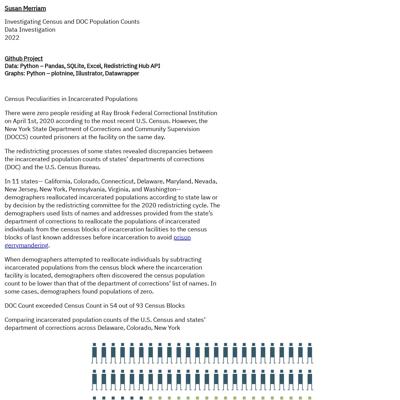 Susan Merriam
Investigating Census and DOC Population Counts
Data Investigation
2022
Github Project
Data: Python – Pandas, SQLite, Excel, Redistricting Hub API
Graphs: Python – plotnine, Illustrator, Datawrapper
Census Peculiarities in Incarcerated Populations
There were zero people residing at Ray Brook Federal Correctional Institution
on April 1st, 2020 according to the most recent U.S. Census. However, the
New York State Department of Corrections and Community Supervision
(DOCCS) counted prisoners at the facility on the same day.
The redistricting processes of some states revealed discrepancies between
the incarcerated population counts of states' departments of corrections
(DOC) and the U.S. Census Bureau.
In 11 states-- California, Colorado, Connecticut, Delaware, Maryland, Nevada,
New Jersey, New York, Pennsylvania, Virginia, and Washington--
demographers reallocated incarcerated populations according to state law or
by decision by the redistricting committee for the 2020 redistricting cycle. The
demographers used lists of names and addresses provided from the state's
department of corrections to reallocate the populations of incarcerated
individuals from the census blocks of incarceration facilities to the census
blocks of last known addresses before incarceration to avoid prison
gerrymandering.
When demographers attempted to reallocate individuals by subtracting
incarcerated populations from the census block where the incarceration
facility is located, demographers often discovered the census population
count to be lower than that of the department of corrections' list of names. In
some cases, demographers found populations of zero.
DOC Count exceeded Census Count in 54 out of 93 Census Blocks
Comparing incarcerated population counts of the U.S. Census and states'
department of corrections across Delaware, Colorado, New York